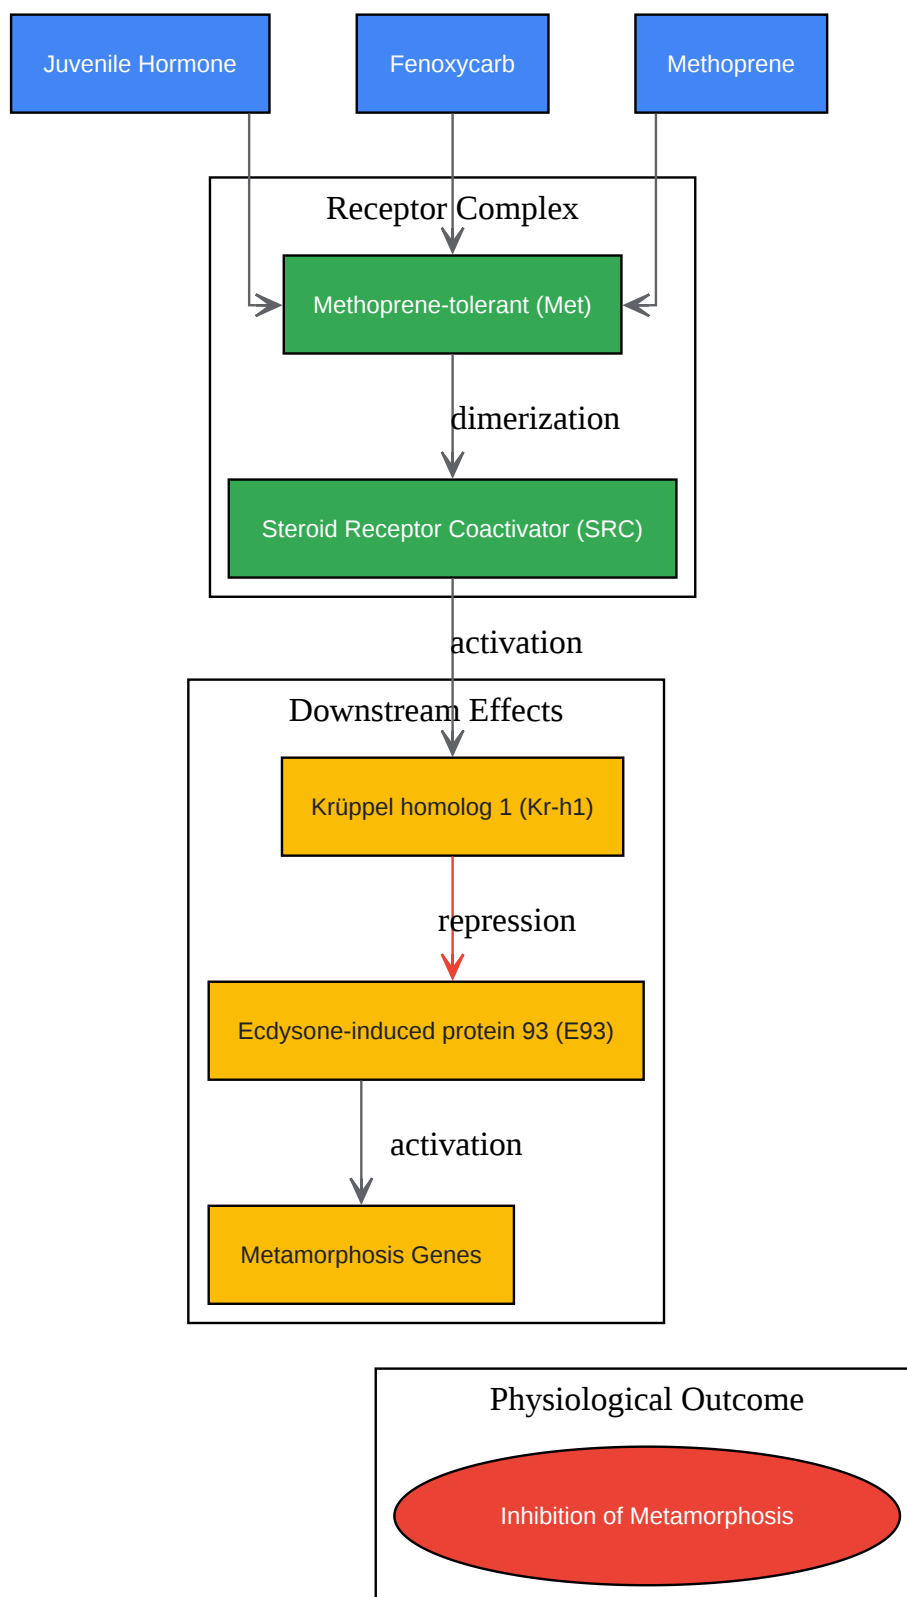 Juvenile Hormone
Fenoxycarb
Methoprene
Receptor Complex
Methoprene-tolerant (Met)
dimerization
Steroid Receptor Coactivator (SRC)
activation
Downstream Effects
Krüppel homolog 1 (Kr-h1)
repression
Ecdysone-induced protein 93 (E93)
activation
Metamorphosis Genes
Physiological Outcome
Inhibition of Metamorphosis